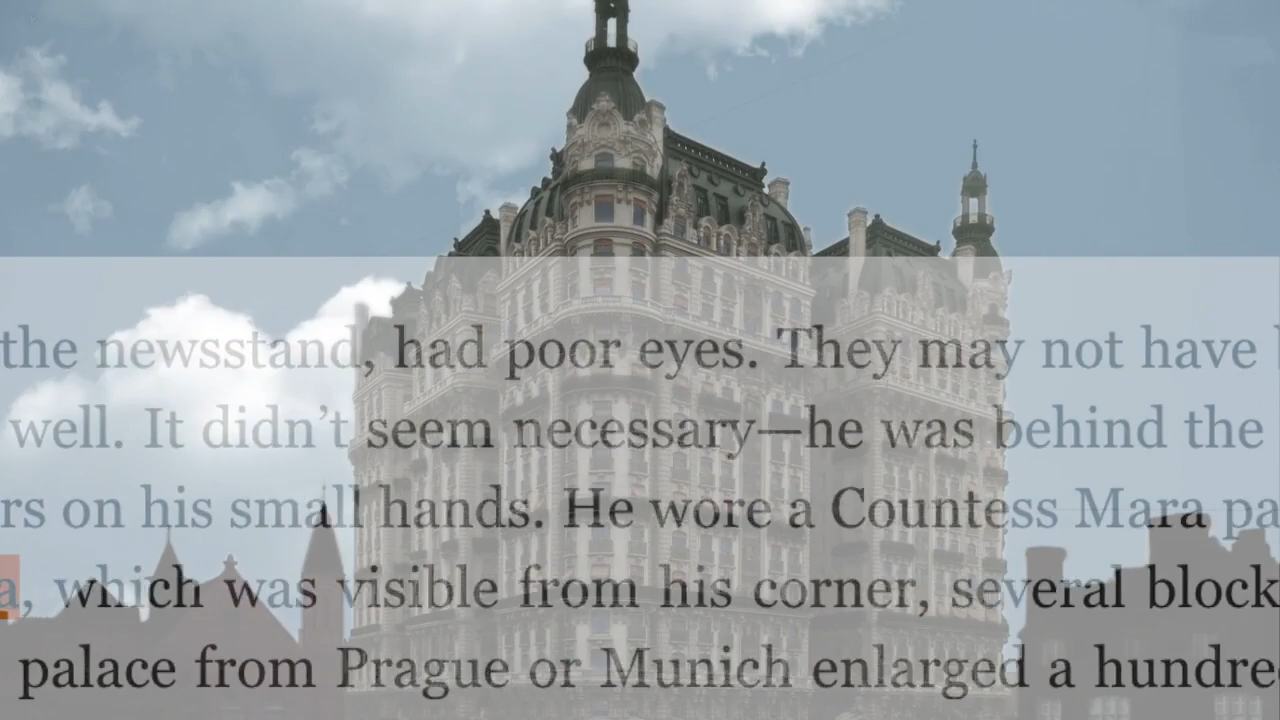 the newsstand, had poor eyes. They may not have
well. It didn’t seem necessary—he was behind the
rs on his small hands. He wore a Countess Mara pa
a, which was visible from his corner, several block
palace from Prague or Munich enlarged a hundre